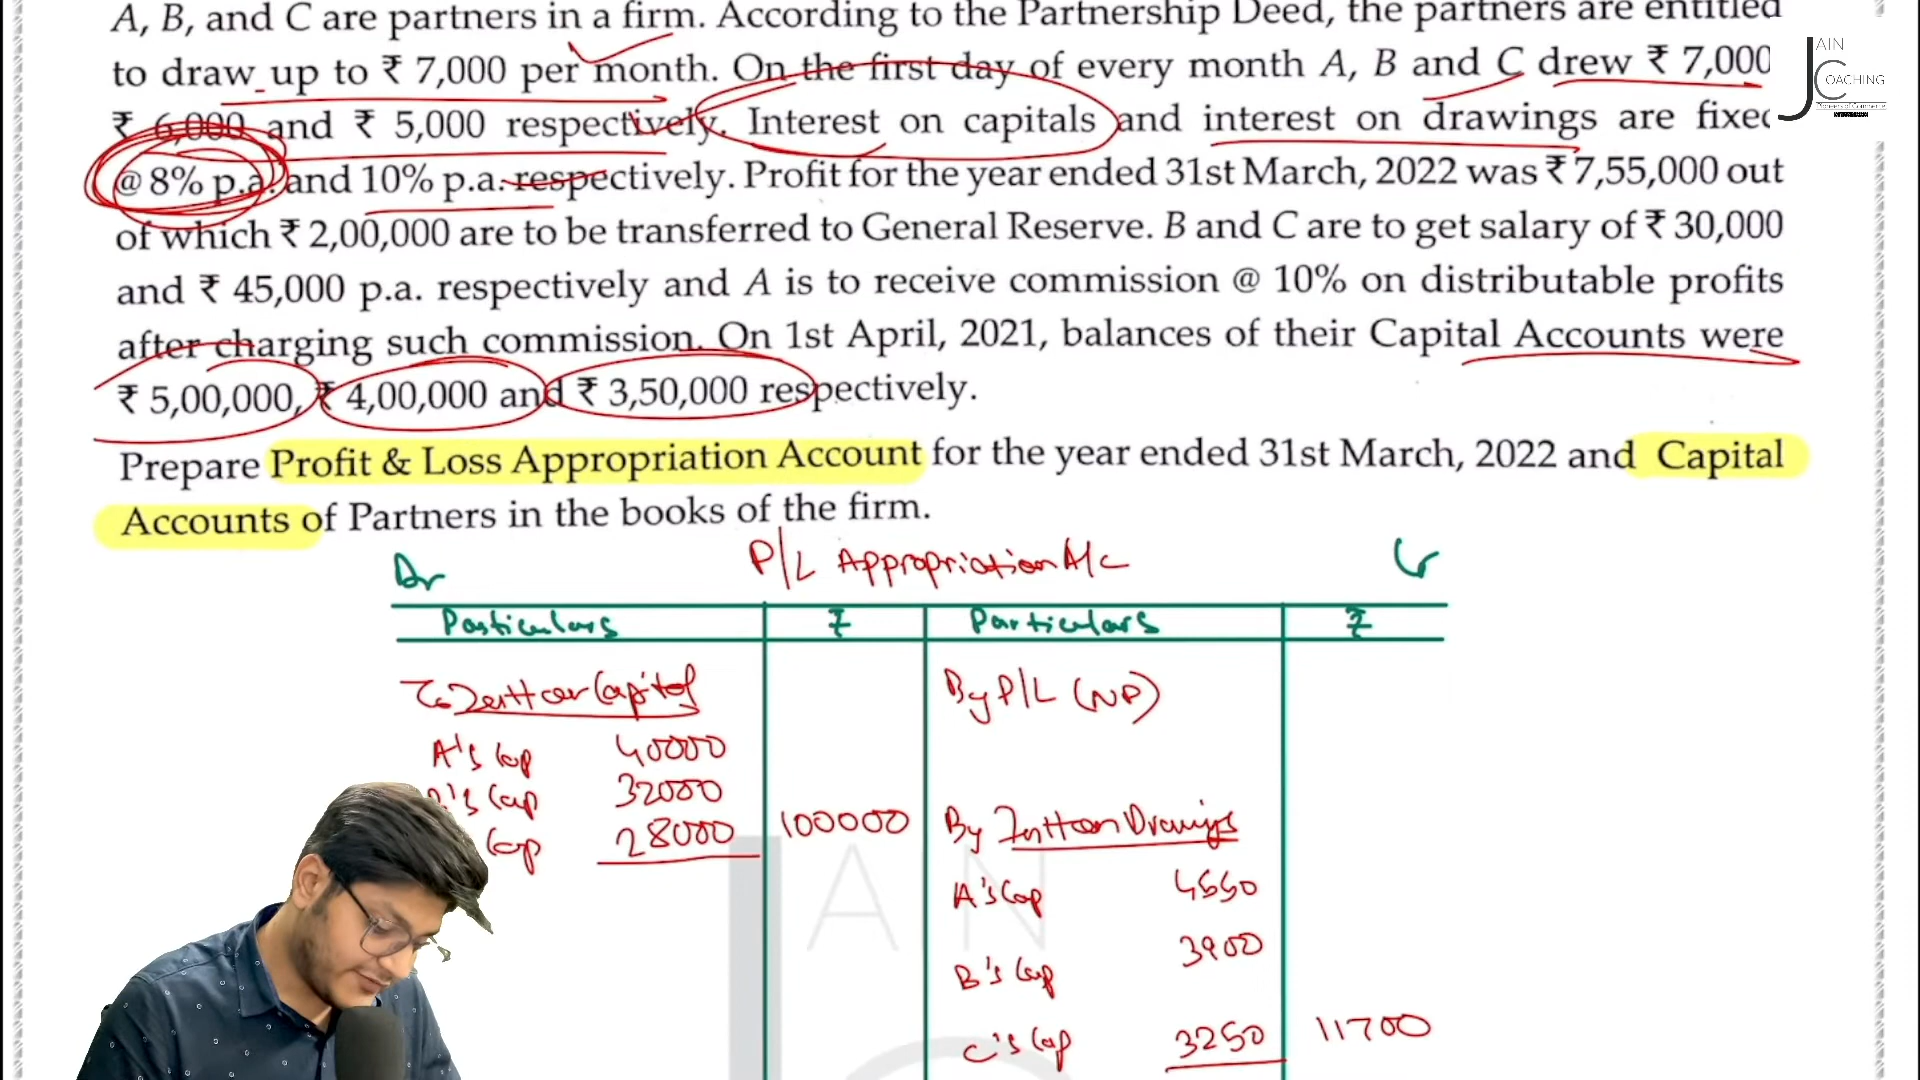 A, B, and C are partners in a firm. According to the Partnership Deed, the partners are entitled
to draw up to ₹ 7,000 per month. On the first day of every month A, B and C drew ₹ 7,000
₹ 6,000 and ₹ 5,000 respectively. Interest on capitals and interest on drawings are fixed
@ 8% p.a. and 10% p.a. respectively. Profit for the year ended 31st March, 2022 was ₹ 7,55,000 out
of which ₹ 2,00,000 are to be transferred to General Reserve. B and C are to get salary of ₹ 30,000
and ₹ 45,000 p.a. respectively and A is to receive commission @ 10% on distributable profits
after charging such commission. On 1st April, 2021, balances of their Capital Accounts were
₹ 5,00,000, ₹ 4,00,000 and ₹ 3,50,000 respectively.
Prepare Profit & Loss Appropriation Account for the year ended 31st March, 2022 and Capital
Accounts of Partners in the books of the firm.
JAIN
COACHING
Pioneers of Commerce
Dr P/L Appropriation A/c Cr
Particulars ₹ Particulars ₹
To Capital By P/L (NP)
A's Cap 40000
's Cap 32000
Cap 28000 100000 By Drawings
A's Cap 4550
B's Cap 3900
C's Cap 3250 11700
AIN